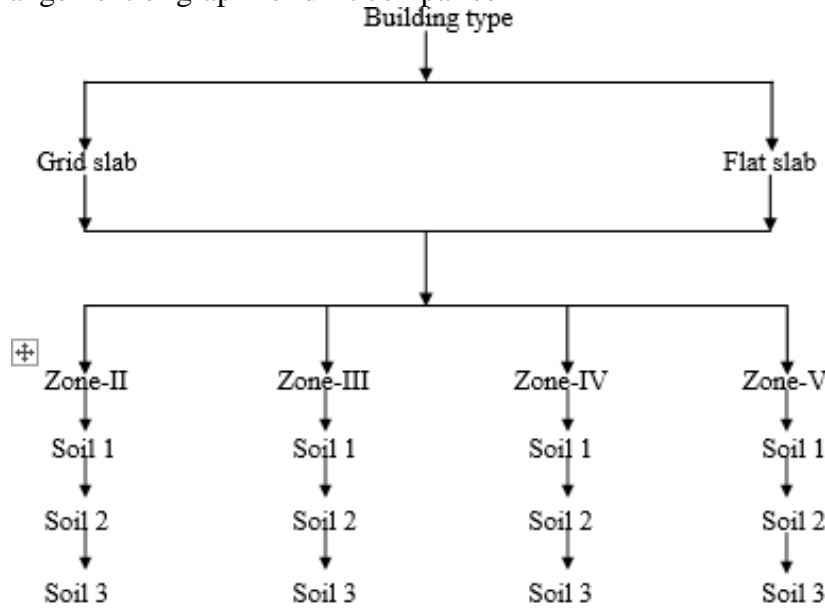 Building type
Grid slab Flat slab
Zone-II Zone-III Zone-IV Zone-V
Soil 1 Soil 1 Soil 1 Soil 1
Soil 2 Soil 2 Soil 2 Soil 2
Soil 3 Soil 3 Soil 3 Soil 3